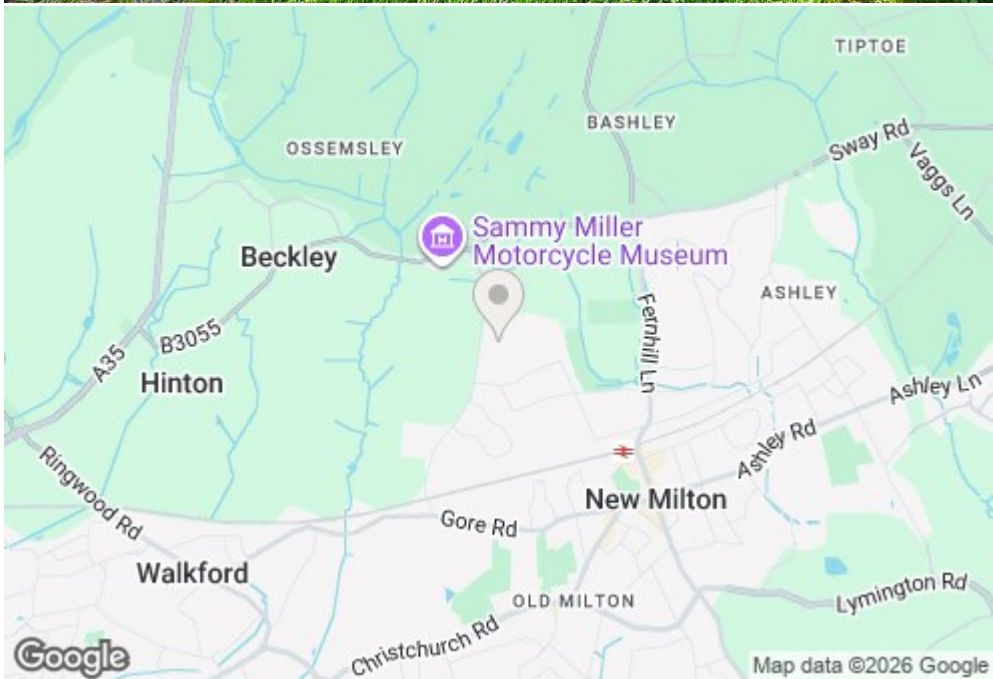 TIPTOE
BASHLEY
OSSEMSLEY
Sway Rd
Vaggs Ln
Sammy Miller
Motorcycle Museum
Beckley
ASHLEY
B3055
A35
Fernhill Ln
Hinton
Ashley Ln
Ashley Rd
Ringwood Rd
New Milton
Gore Rd
Walkford
Lymington Rd
OLD MILTON
Christchurch Rd
Google
Map data ©2026 Google